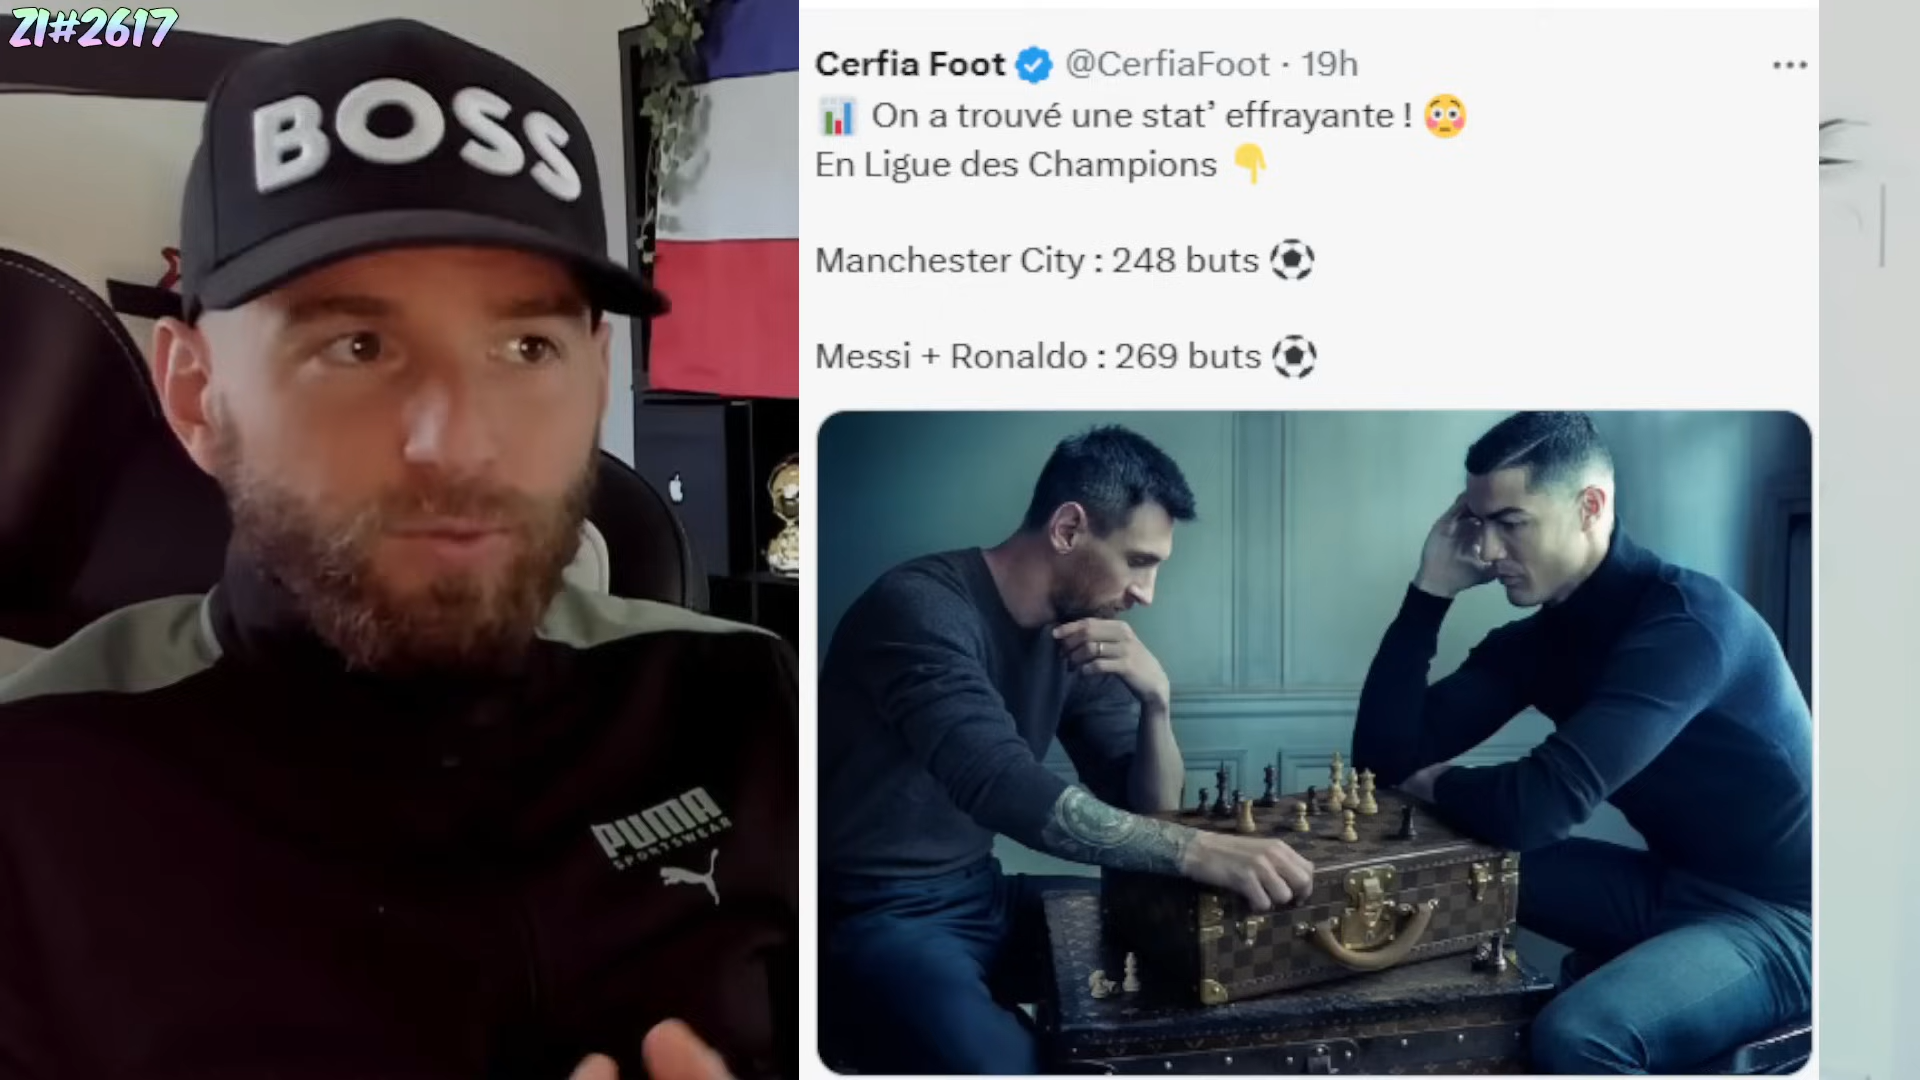 ZI#2617
BOSS
PUMA
SPORTSWEAR
Cerfia Foot @CerfiaFoot · 19h
📊 On a trouvé une stat’ effrayante ! 😳
En Ligue des Champions 👇
Manchester City : 248 buts ⚽
Messi + Ronaldo : 269 buts ⚽